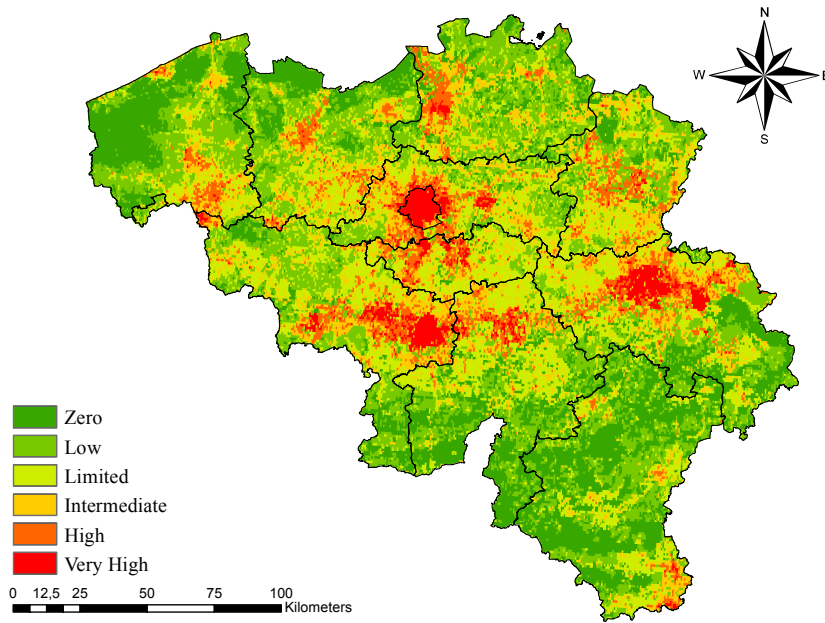 N
W
E
S
Zero
Low
Limited
Intermediate
High
Very High
0 12,5 25 50 75 100
Kilometers